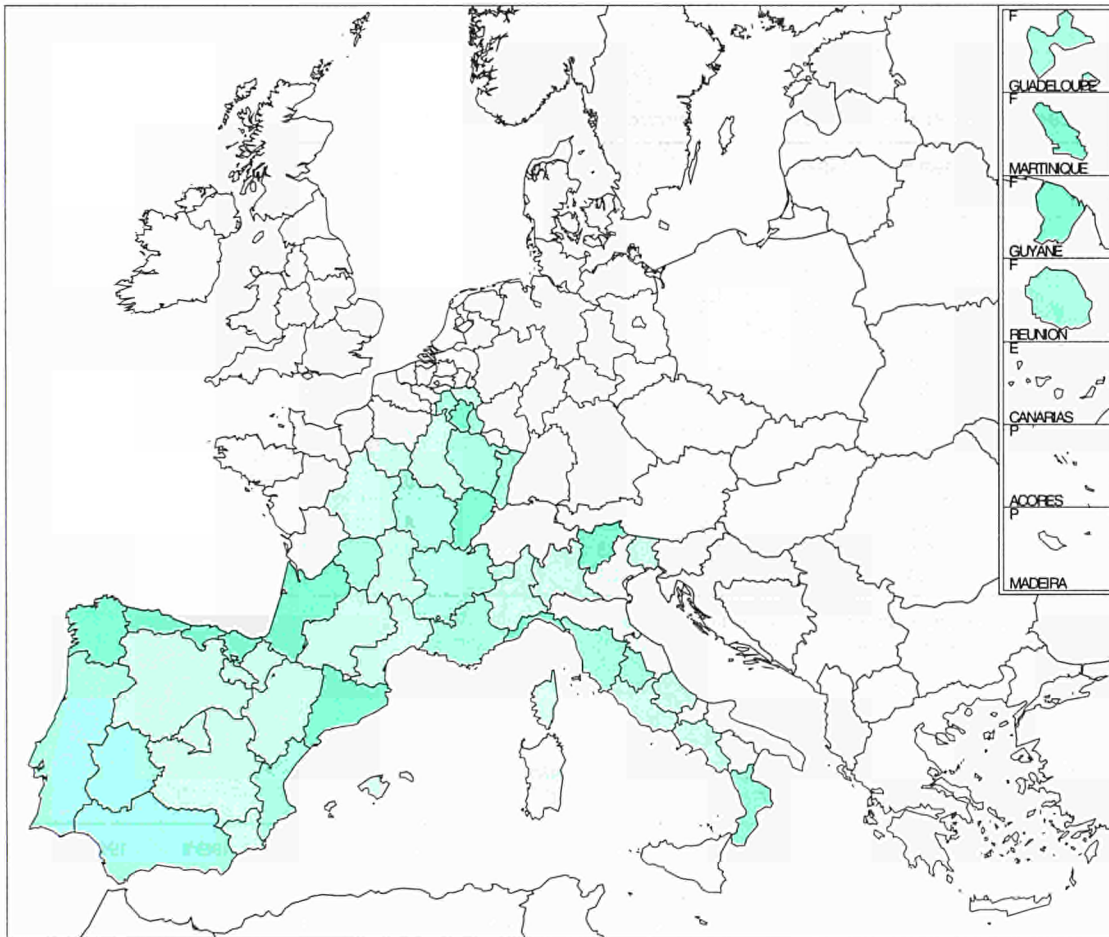 F
GUADELOUPE
F
MARTINIQUE
F
GUYANE
F
REUNION
E
CANARIAS
P
ACORES
P
MADEIRA